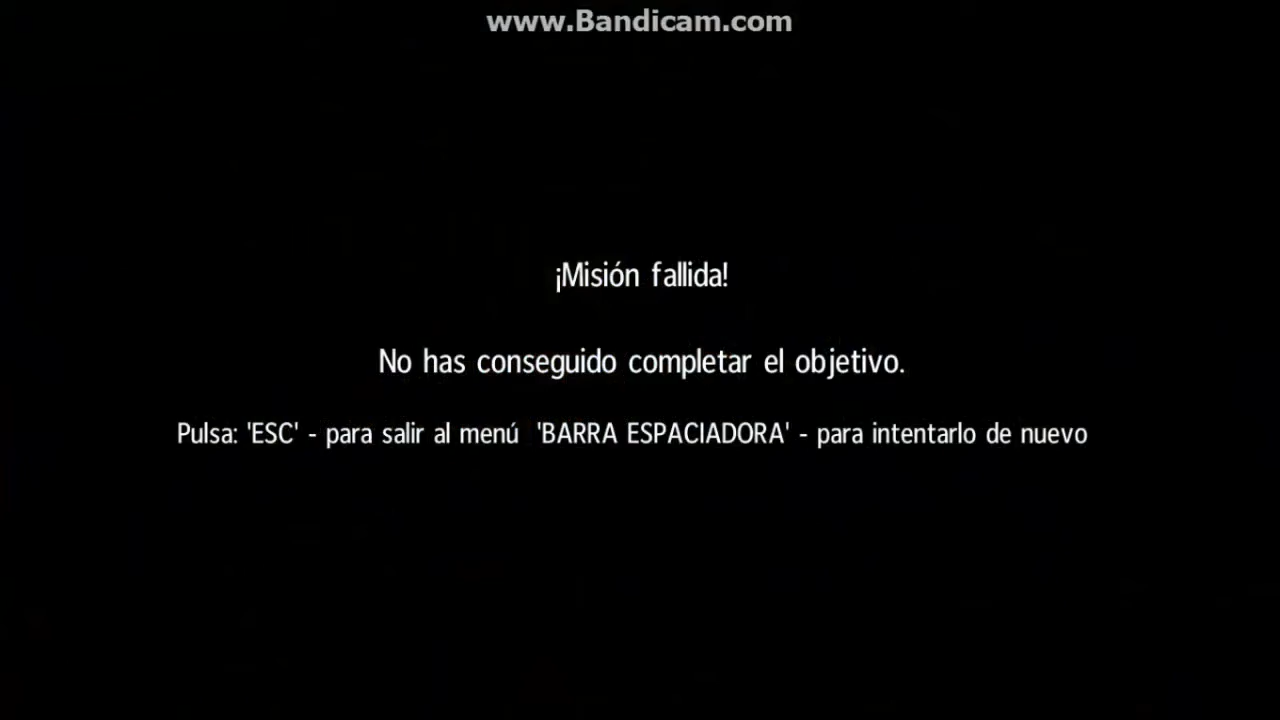 www.Bandicam.com
¡Misión fallida!
No has conseguido completar el objetivo.
Pulsa: 'ESC' - para salir al menú  'BARRA ESPACIADORA' - para intentarlo de nuevo